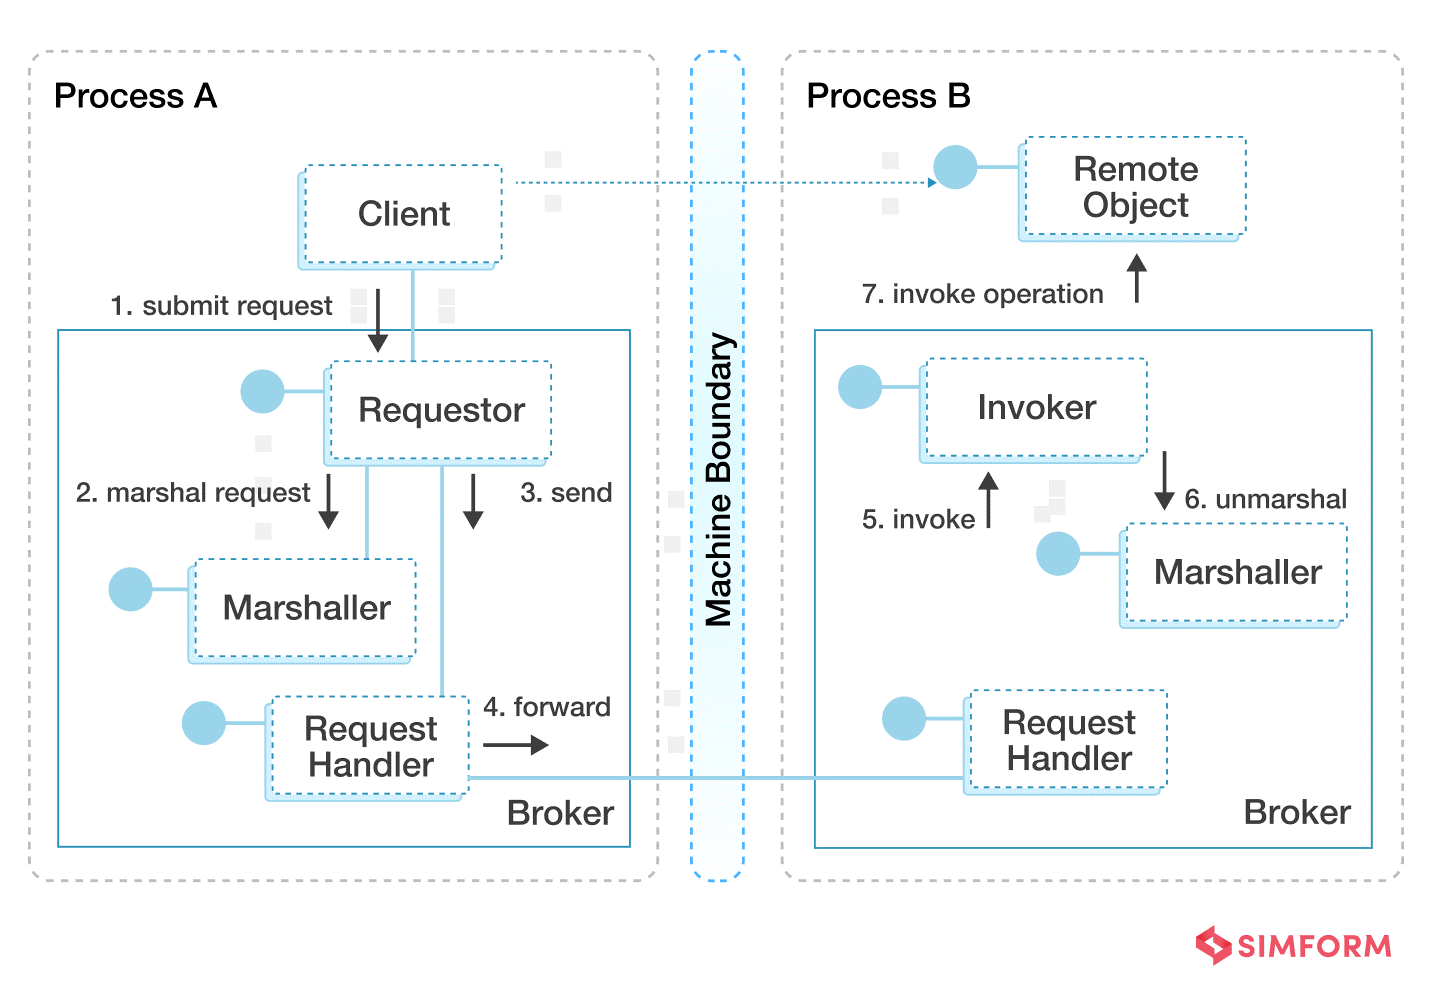 Process A
Process B
Client
Remote
Object
1. submit request
7. invoke operation
Requestor
Invoker
2. marshal request
3. send
5. invoke
6. unmarshal
Marshaller
Marshaller
Machine Boundary
Request
Handler
4. forward
Request
Handler
Broker
Broker
SIMFORM